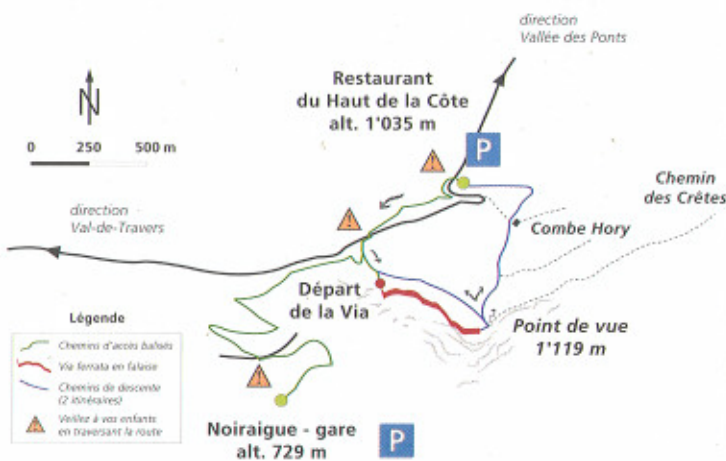 direction
Vallée des Ponts
Restaurant
du Haut de la Côte
alt. 1'035 m
P
N
0 250 500 m
Chemin
des Crêtes
direction
Val-de-Travers
Combe Hory
Départ
de la Via
Point de vue
1'119 m
Légende
Chemins d'accès balisés
Via ferrata en falaise
Chemins de descente
(2 itinéraires)
Veillez à vos enfants
en traversant la route
Noiraigue - gare
alt. 729 m
P